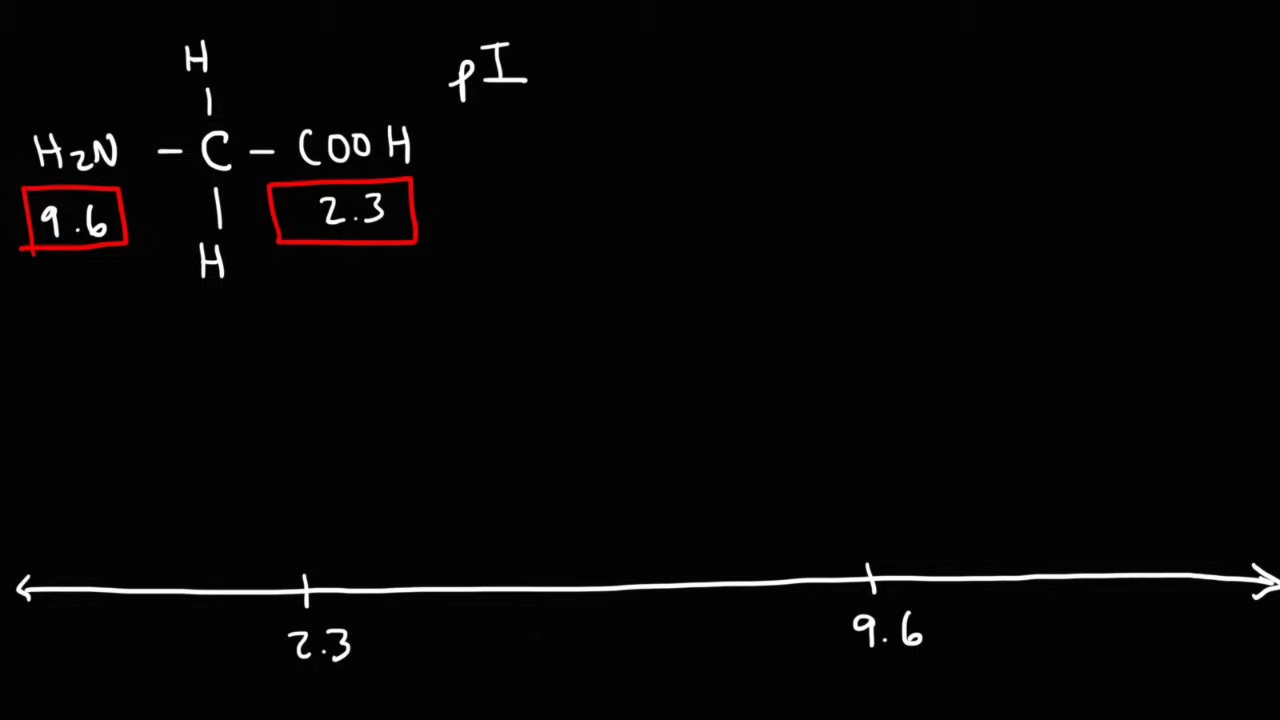 H
pI
H₂N - C - COOH
9.6 2.3
H
2.3 9.6